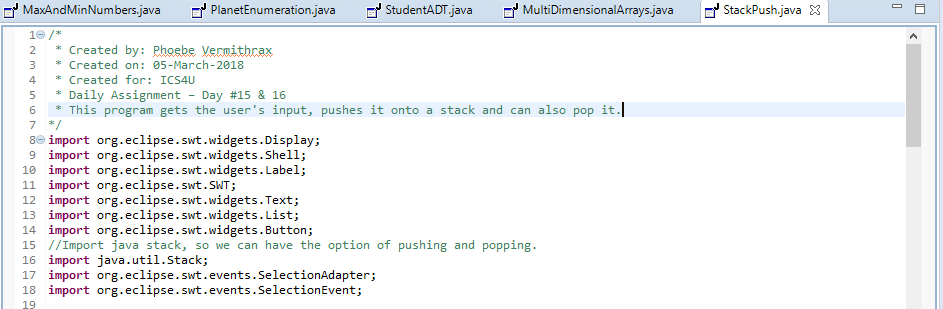 MaxAndMinNumbers.java PlanetEnumeration.java StudentADT.java MultiDimensionalArrays.java StackPush.java
1 /*
2 * Created by: Phoebe Vermithrax
3 * Created on: 05-March-2018
4 * Created for: ICS4U
5 * Daily Assignment – Day #15 & 16
6 * This program gets the user's input, pushes it onto a stack and can also pop it.
7 */
8 import org.eclipse.swt.widgets.Display;
9 import org.eclipse.swt.widgets.Shell;
10 import org.eclipse.swt.widgets.Label;
11 import org.eclipse.swt.SWT;
12 import org.eclipse.swt.widgets.Text;
13 import org.eclipse.swt.widgets.List;
14 import org.eclipse.swt.widgets.Button;
15 //Import java stack, so we can have the option of pushing and popping.
16 import java.util.Stack;
17 import org.eclipse.swt.events.SelectionAdapter;
18 import org.eclipse.swt.events.SelectionEvent;
19